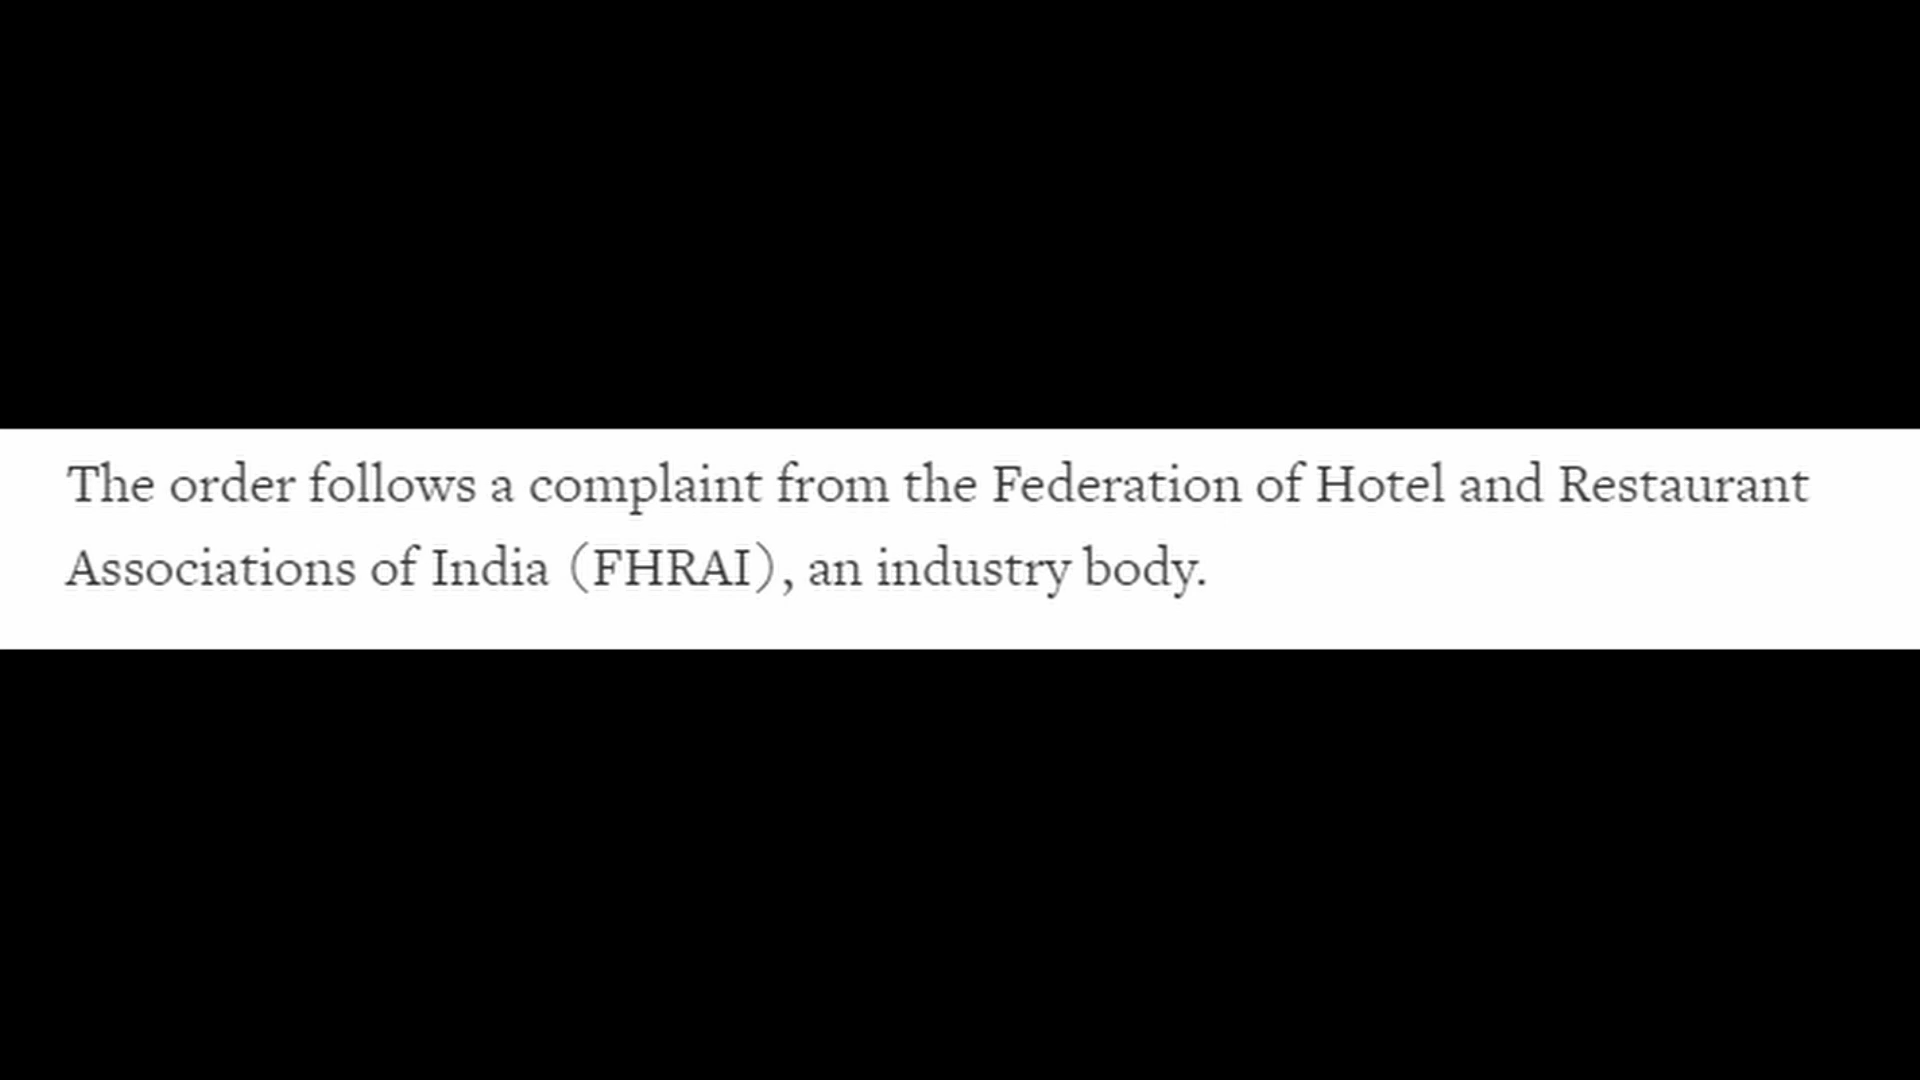 The order follows a complaint from the Federation of Hotel and Restaurant
Associations of India (FHRAI), an industry body.